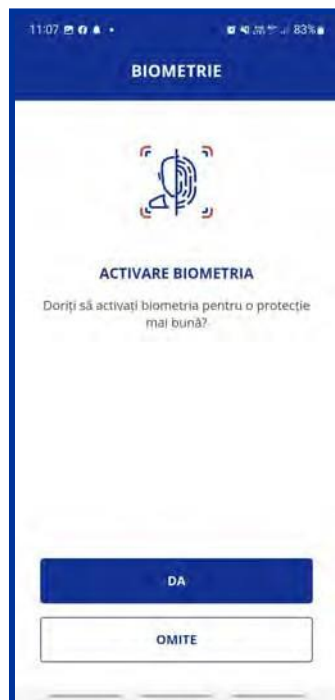 11:07 83%
BIOMETRIE
ACTIVARE BIOMETRIA
Doriți să activați biometria pentru o protecție
mai bună?
DA
OMITE